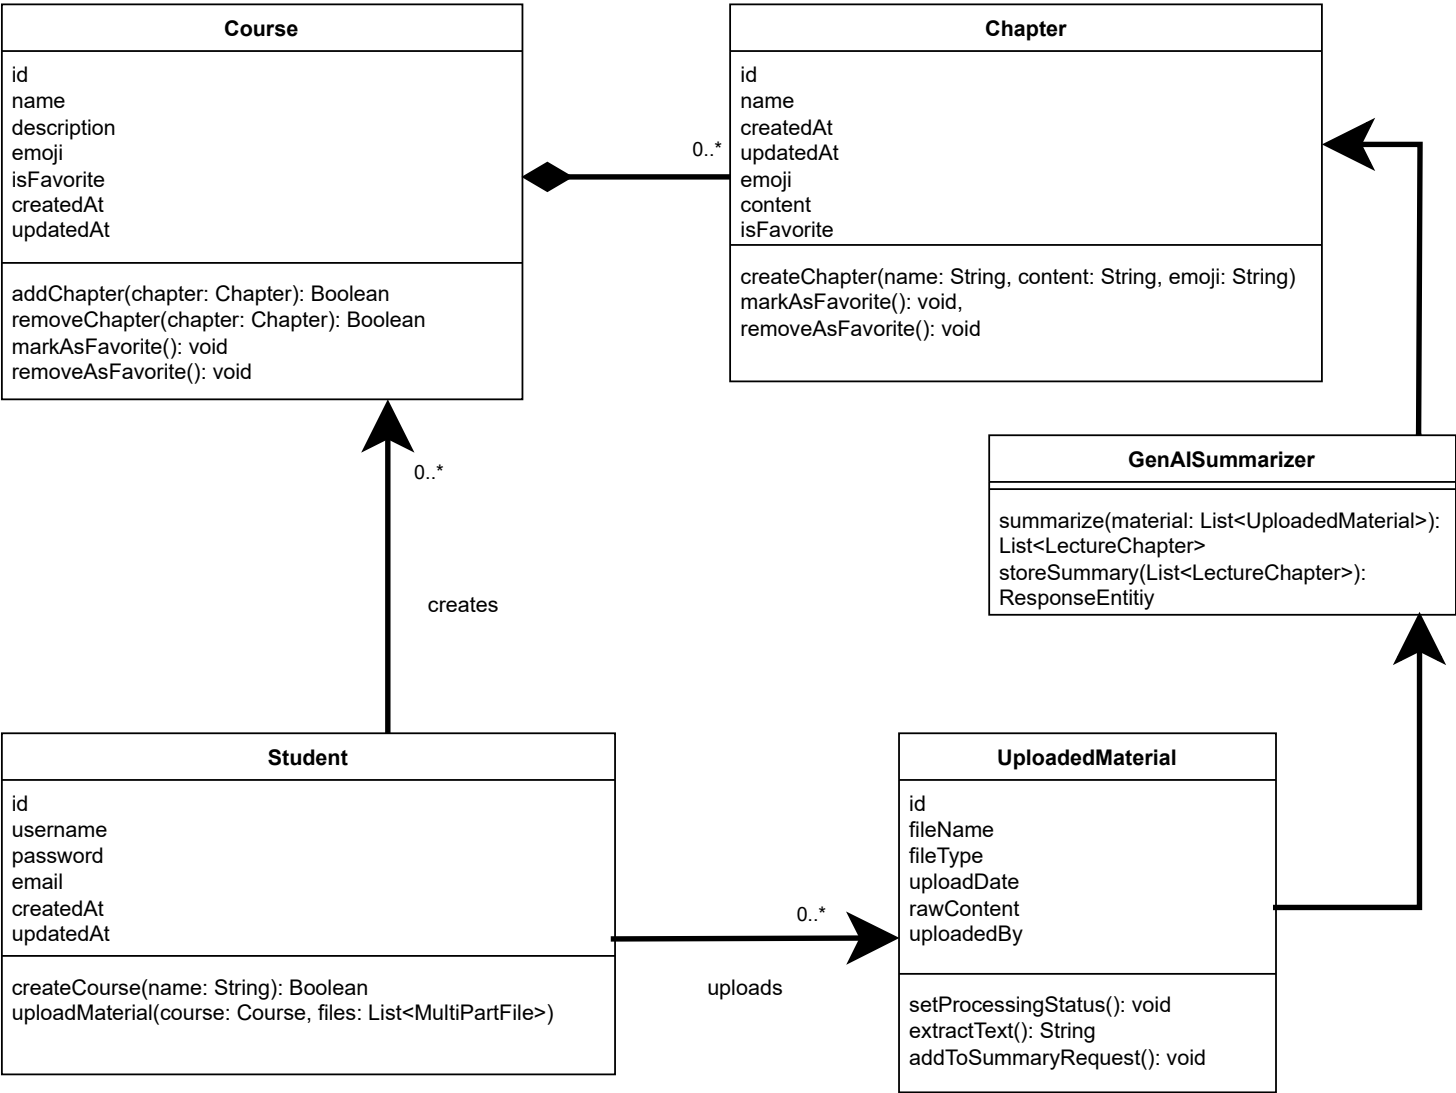 Course
id
name
description
emoji
isFavorite
createdAt
updatedAt
addChapter(chapter: Chapter): Boolean
removeChapter(chapter: Chapter): Boolean
markAsFavorite(): void
removeAsFavorite(): void
0..*
Chapter
id
name
createdAt
updatedAt
emoji
content
isFavorite
createChapter(name: String, content: String, emoji: String)
markAsFavorite(): void,
removeAsFavorite(): void
0..*
creates
GenAISummarizer
summarize(material: List<UploadedMaterial>):
List<LectureChapter>
storeSummary(List<LectureChapter>):
ResponseEntitiy
Student
id
username
password
email
createdAt
updatedAt
createCourse(name: String): Boolean
uploadMaterial(course: Course, files: List<MultiPartFile>)
0..*
uploads
UploadedMaterial
id
fileName
fileType
uploadDate
rawContent
uploadedBy
setProcessingStatus(): void
extractText(): String
addToSummaryRequest(): void